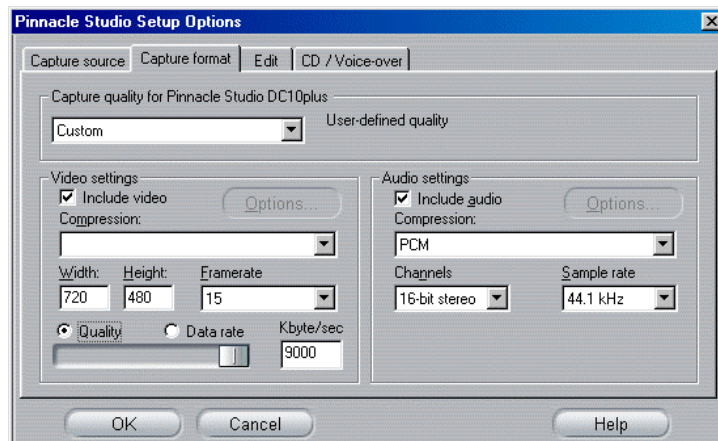 Pinnacle Studio Setup Options
Capture source
Capture format
Edit
CD / Voice-over
Capture quality for Pinnacle Studio DC10plus
Custom
User-defined quality
Video settings
Include video
Options...
Compression:
Width:
Height:
Framerate
720
480
15
Quality
Data rate
Kbyte/sec
9000
Audio settings
Include audio
Options...
Compression:
PCM
Channels
Sample rate
16-bit stereo
44.1 kHz
OK
Cancel
Help